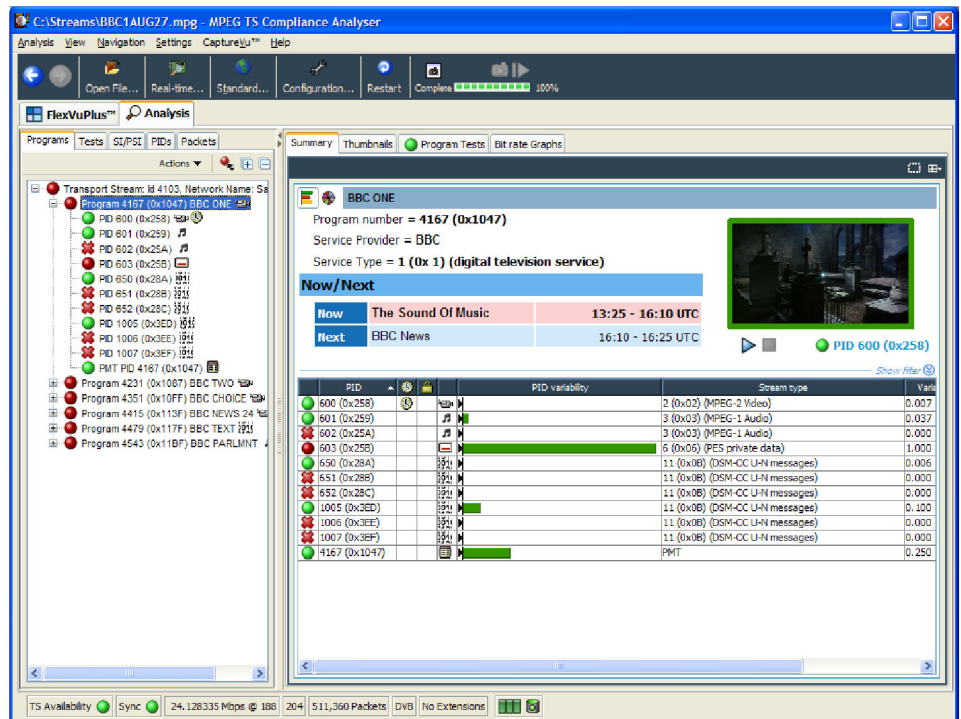 C:\Streams\BBC1AUG27.mpg - MPEG TS Compliance Analyser
Analysis View Navigation Settings CaptureVu™ Help
Open File... Real-time... Standard... Configuration... Restart Complete 100%
FlexVuPlus™ Analysis
Programs Tests SI/PSI PIDs Packets
Actions
Transport Stream: Id 4103, Network Name: Sa
Program 4167 (0x1047) BBC ONE
PID 600 (0x258)
PID 601 (0x259)
PID 602 (0x25A)
PID 603 (0x25B)
PID 650 (0x28A)
PID 651 (0x28B)
PID 652 (0x28C)
PID 1005 (0x3ED)
PID 1006 (0x3EE)
PID 1007 (0x3EF)
PMT PID 4167 (0x1047)
Program 4231 (0x1087) BBC TWO
Program 4351 (0x10FF) BBC CHOICE
Program 4415 (0x113F) BBC NEWS 24
Program 4479 (0x117F) BBC TEXT
Program 4543 (0x11BF) BBC PARLMNT
Summary Thumbnails Program Tests Bit rate Graphs
BBC ONE
Program number = 4167 (0x1047)
Service Provider = BBC
Service Type = 1 (0x 1) (digital television service)
Now/Next
Now The Sound Of Music 13:25 - 16:10 UTC
Next BBC News 16:10 - 16:25 UTC
PID 600 (0x258)
Show filter
PID PID variability Stream type Varia
600 (0x258) 2 (0x02) (MPEG-2 Video) 0.007
601 (0x259) 3 (0x03) (MPEG-1 Audio) 0.037
602 (0x25A) 3 (0x03) (MPEG-1 Audio) 0.000
603 (0x25B) 6 (0x06) (PES private data) 1.000
650 (0x28A) 11 (0x0B) (DSM-CC U-N messages) 0.006
651 (0x28B) 11 (0x0B) (DSM-CC U-N messages) 0.000
652 (0x28C) 11 (0x0B) (DSM-CC U-N messages) 0.000
1005 (0x3ED) 11 (0x0B) (DSM-CC U-N messages) 0.100
1006 (0x3EE) 11 (0x0B) (DSM-CC U-N messages) 0.000
1007 (0x3EF) 11 (0x0B) (DSM-CC U-N messages) 0.000
4167 (0x1047) PMT 0.250
TS Availability Sync 24.128335 Mbps @ 188 204 511,360 Packets DVB No Extensions